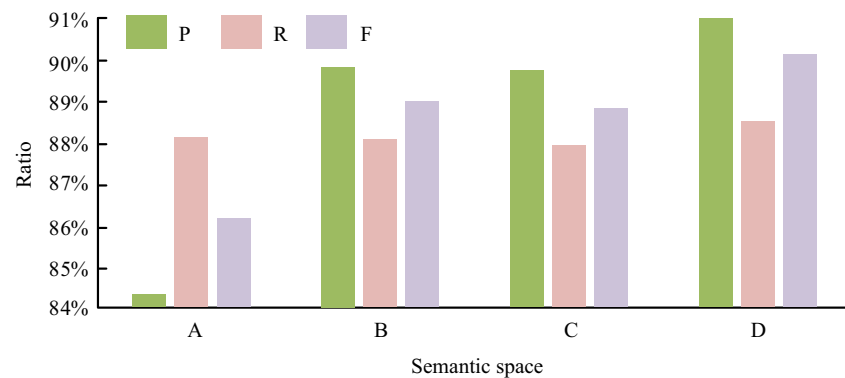 91%
90%
89%
88%
87%
86%
85%
84%
Ratio
P R F
A B C D
Semantic space